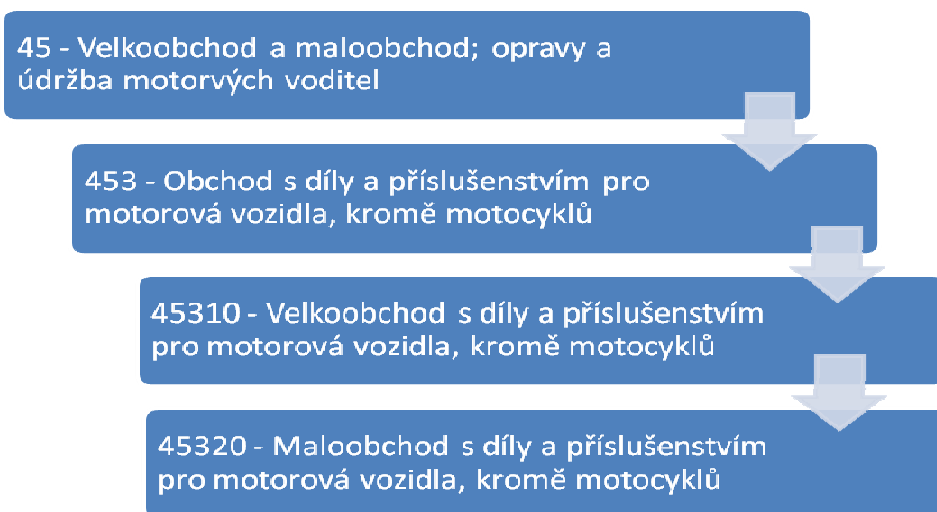 45 - Velkoobchod a maloobchod; opravy a
údržba motorvých voditel
453 - Obchod s díly a příslušenstvím pro
motorová vozidla, kromě motocyklů
45310 - Velkoobchod s díly a příslušenstvím
pro motorová vozidla, kromě motocyklů
45320 - Maloobchod s díly a příslušenstvím
pro motorová vozidla, kromě motocyklů